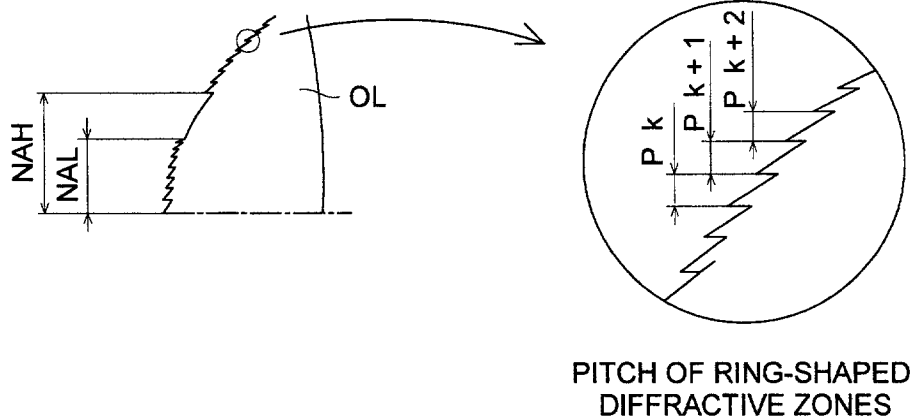 NAH
NAL
OL
P k
P k + 1
P k + 2
PITCH OF RING-SHAPED
DIFFRACTIVE ZONES